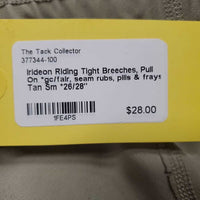 The Tack Collector
377344-100
Irideon Riding Tight Breeches, Pull
On *gc/fair, seam rubs, pills & frays
Tan Sm *26/28"
1FE4PS
$28.00